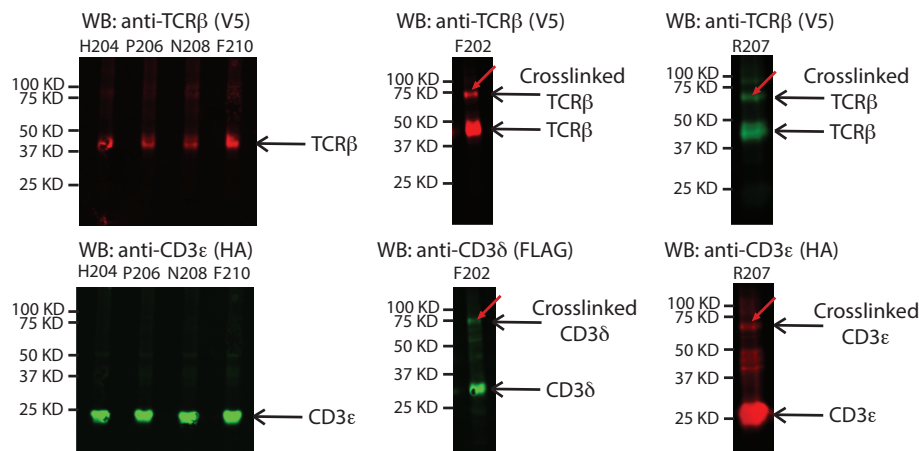 WB: anti-TCRβ (V5)
H204 P206 N208 F210
100 KD
75 KD
50 KD
37 KD
25 KD
TCRβ
WB: anti-TCRβ (V5)
F202
100 KD
75 KD
50 KD
37 KD
25 KD
Crosslinked
TCRβ
TCRβ
WB: anti-TCRβ (V5)
R207
100 KD
75 KD
50 KD
37 KD
25 KD
Crosslinked
TCRβ
TCRβ
WB: anti-CD3ε (HA)
H204 P206 N208 F210
100 KD
75 KD
50 KD
37 KD
25 KD
CD3ε
WB: anti-CD3δ (FLAG)
F202
100 KD
75 KD
50 KD
37 KD
25 KD
Crosslinked
CD3δ
CD3δ
WB: anti-CD3ε (HA)
R207
100 KD
75 KD
50 KD
37 KD
25 KD
Crosslinked
CD3ε
CD3ε